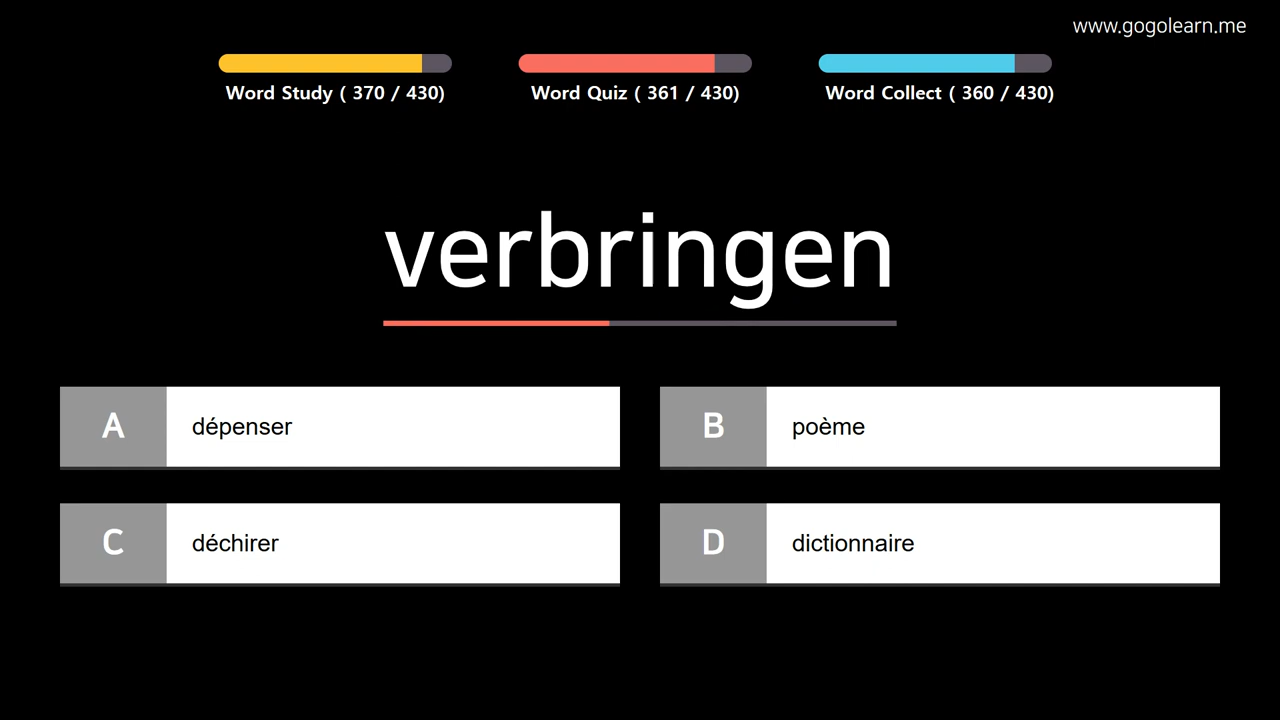 www.gogolearn.me
Word Study ( 370 / 430)
Word Quiz ( 361 / 430)
Word Collect ( 360 / 430)
verbringen
A dépenser
B poème
C déchirer
D dictionnaire